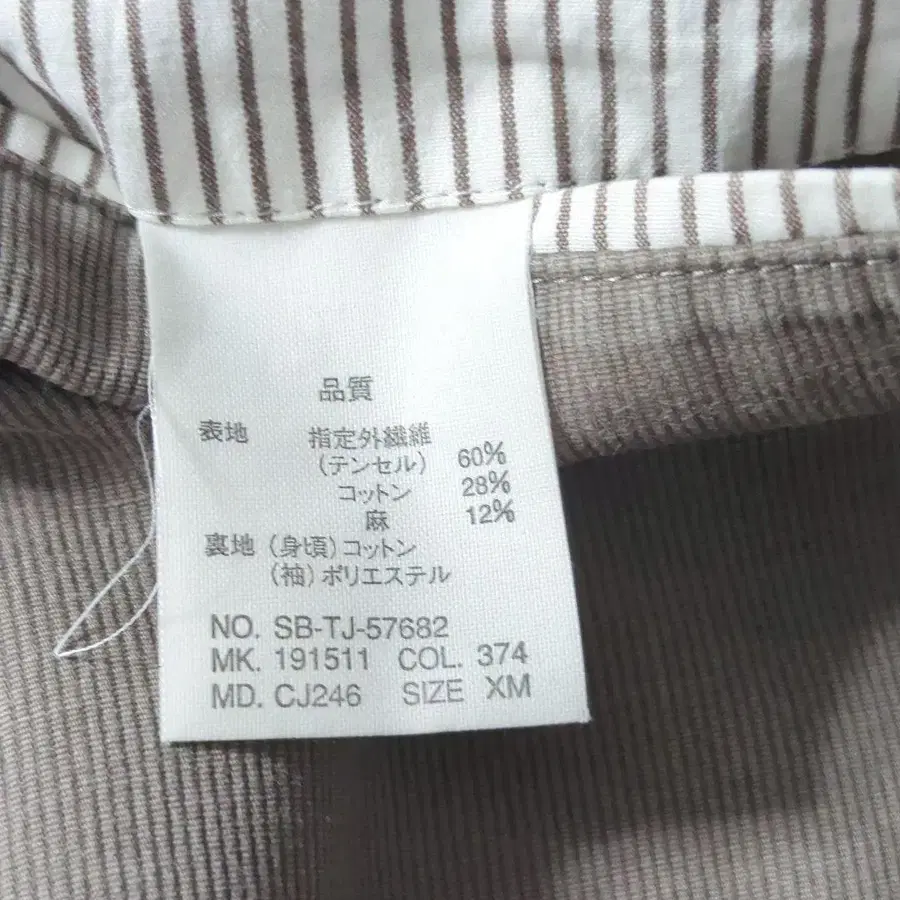 品質
表地 指定外繊維
(テンセル) 60%
コットン 28%
麻 12%
裏地 (身頃) コットン
(袖) ポリエステル
NO. SB-TJ-57682
MK. 191511 COL. 374
MD. CJ246 SIZE XM